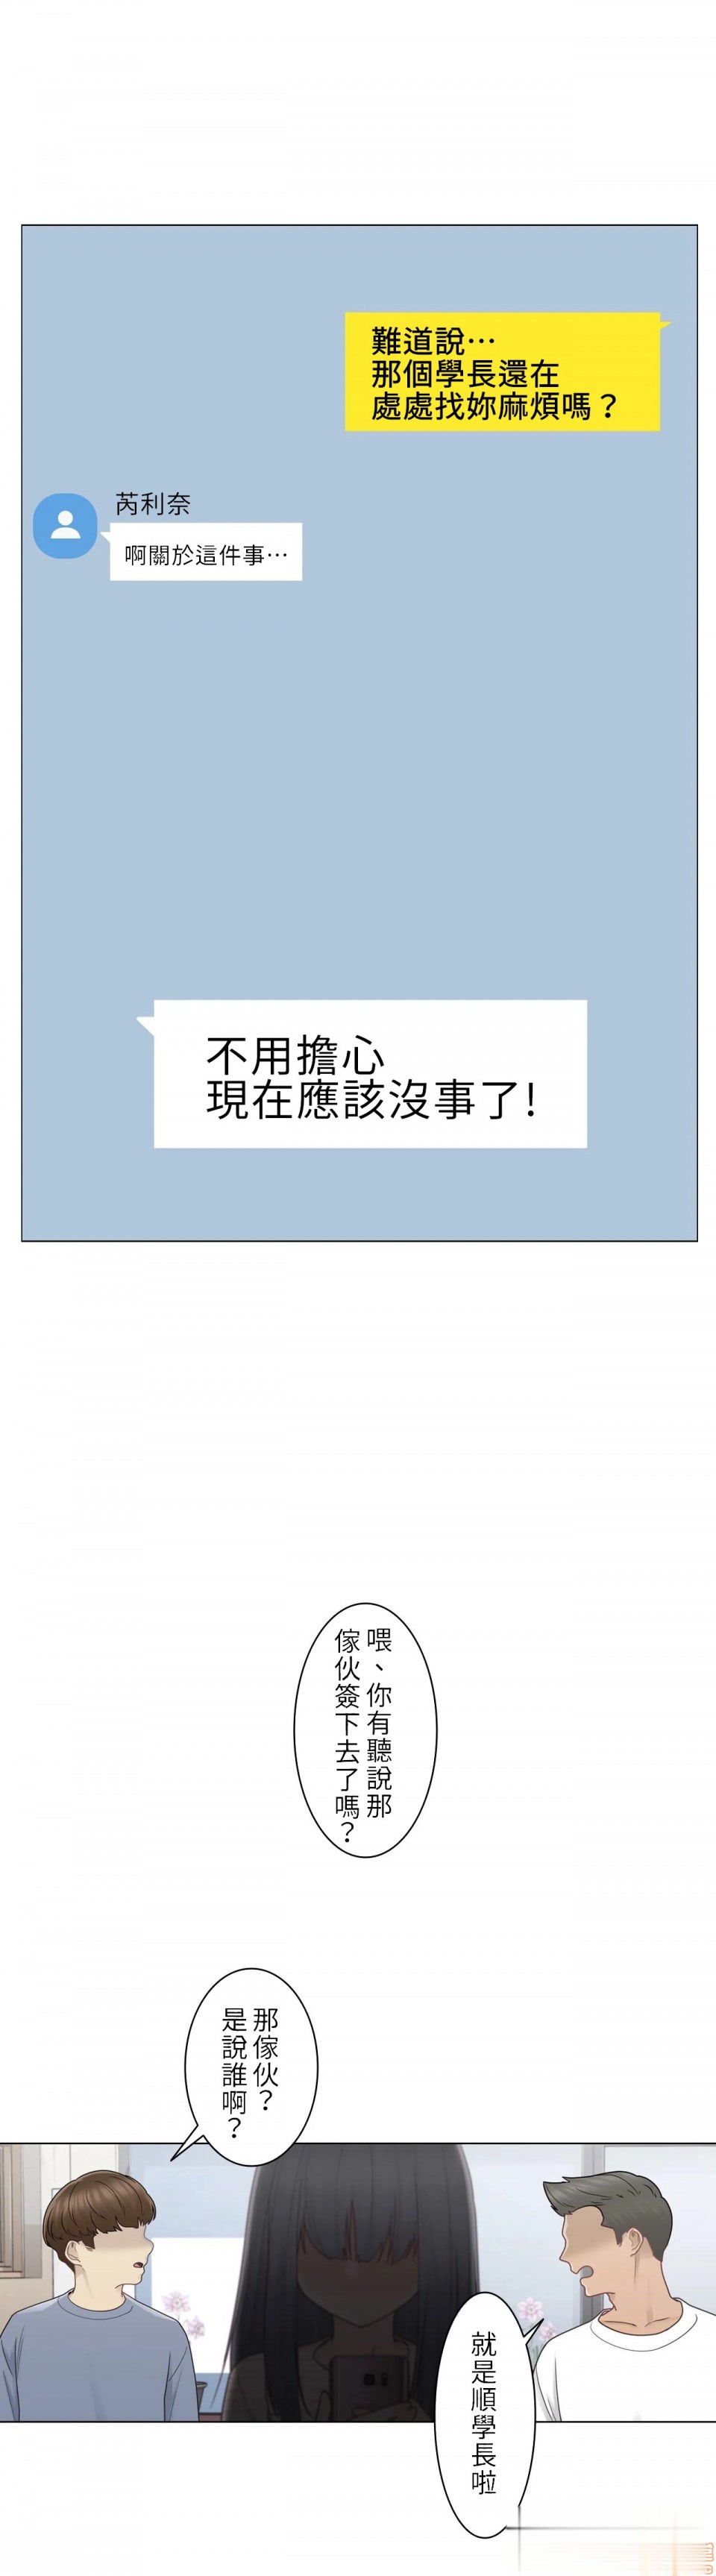 難道說…
那個學長還在
處處找妳麻煩嗎？
芮利奈
啊關於這件事…
不用擔心
現在應該沒事了!
喂、你有聽說那
傢伙簽下去了嗎？
那傢伙？
是說誰啊？
就是順學長啦